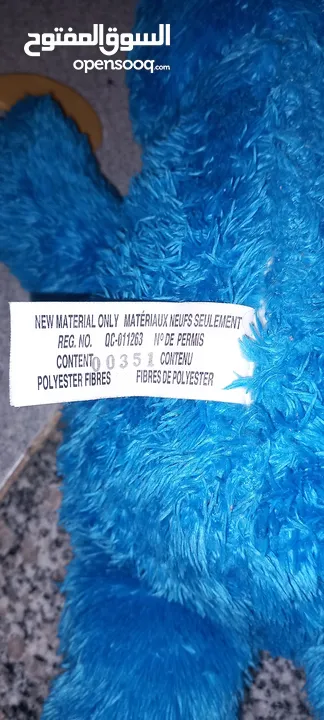 السوق المفتوح
opensooq.com
NEW MATERIAL ONLY MATÉRIAUX NEUFS SEULEMENT
REG. NO. QC-011263 Nº DE PERMIS
CONTENT 00351 CONTENU
POLYESTER FIBRES FIBRES DE POLYESTER